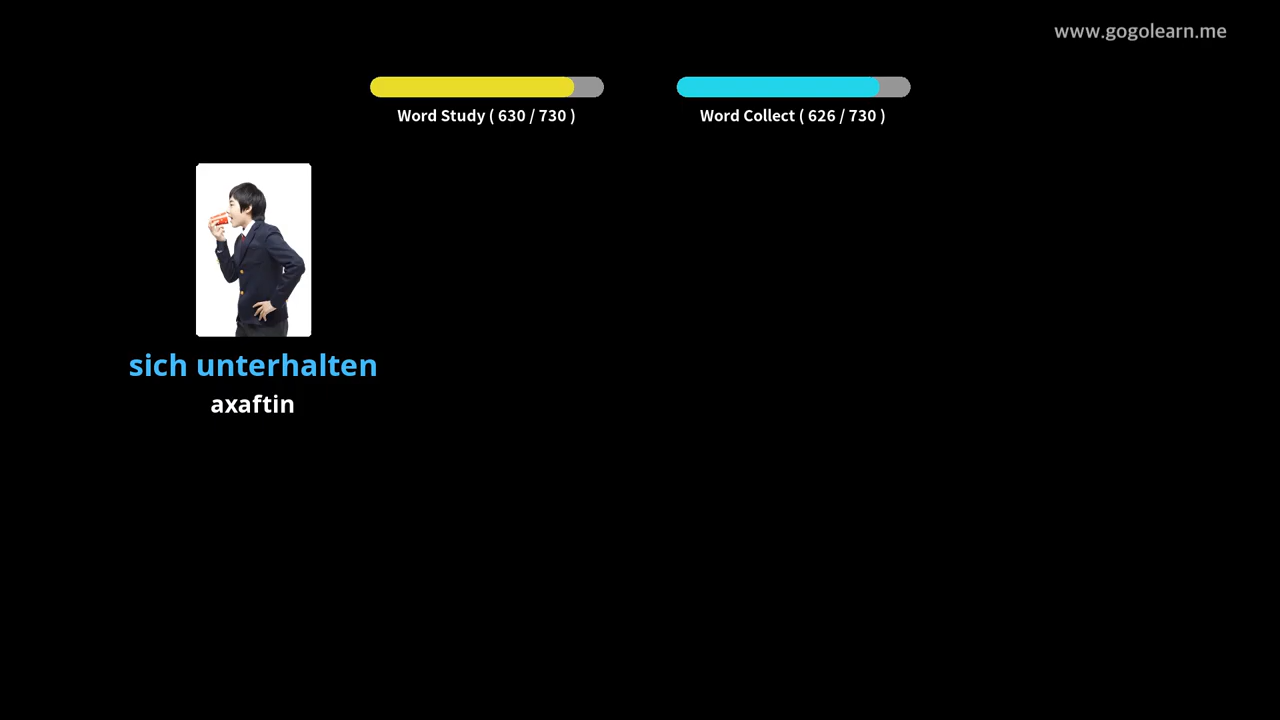 www.gogolearn.me
Word Study ( 630 / 730 )
Word Collect ( 626 / 730 )
sich unterhalten
axaftin